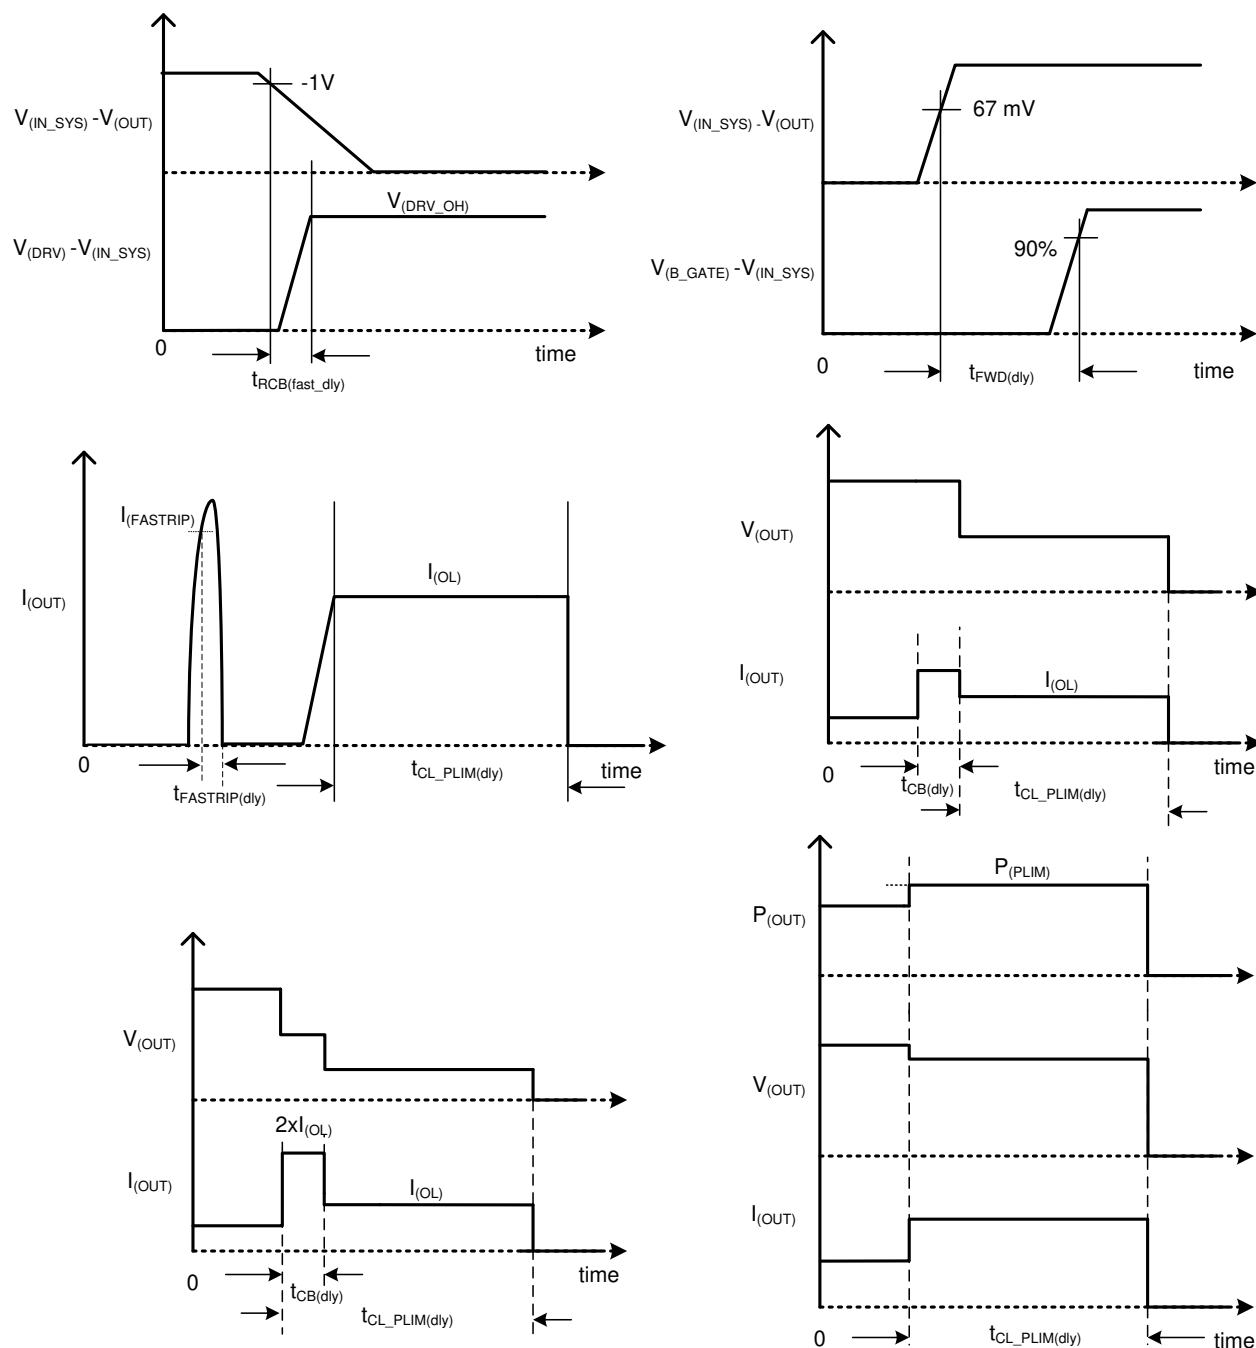 -1V
V(IN_SYS) -V(OUT)
V(DRV_OH)
V(DRV) -V(IN_SYS)
0
time
tRCB(fast_dly)
67 mV
V(IN_SYS) -V(OUT)
90%
V(B_GATE) -V(IN_SYS)
0
tFWD(dly)
time
I(FASTRIP)
I(OL)
I(OUT)
0
tCL_PLIM(dly)
time
tFASTRIP(dly)
V(OUT)
I(OUT)
I(OL)
0
time
tCB(dly)
tCL_PLIM(dly)
V(OUT)
2xI(OL)
I(OUT)
I(OL)
0
time
tCB(dly)
tCL_PLIM(dly)
P(PLIM)
P(OUT)
V(OUT)
I(OUT)
0
tCL_PLIM(dly)
time